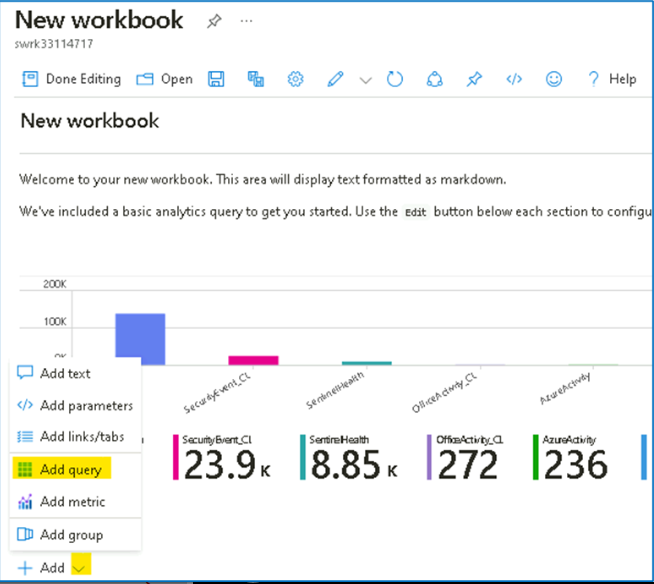 New workbook
swrk33114717
Done Editing Open Help
New workbook
Welcome to your new workbook. This area will display text formatted as markdown.
We've included a basic analytics query to get you started. Use the Edit button below each section to configu
200K
100K
0K
SecurityEvent_CL SentinelHealth OfficeActivity_CL AzureActivity
Add text
Add parameters
Add links/tabs
SecurityEvent_CL SentinelHealth OfficeActivity_CL AzureActivity
23.9 K 8.85 K 272 236
Add query
Add metric
Add group
Add